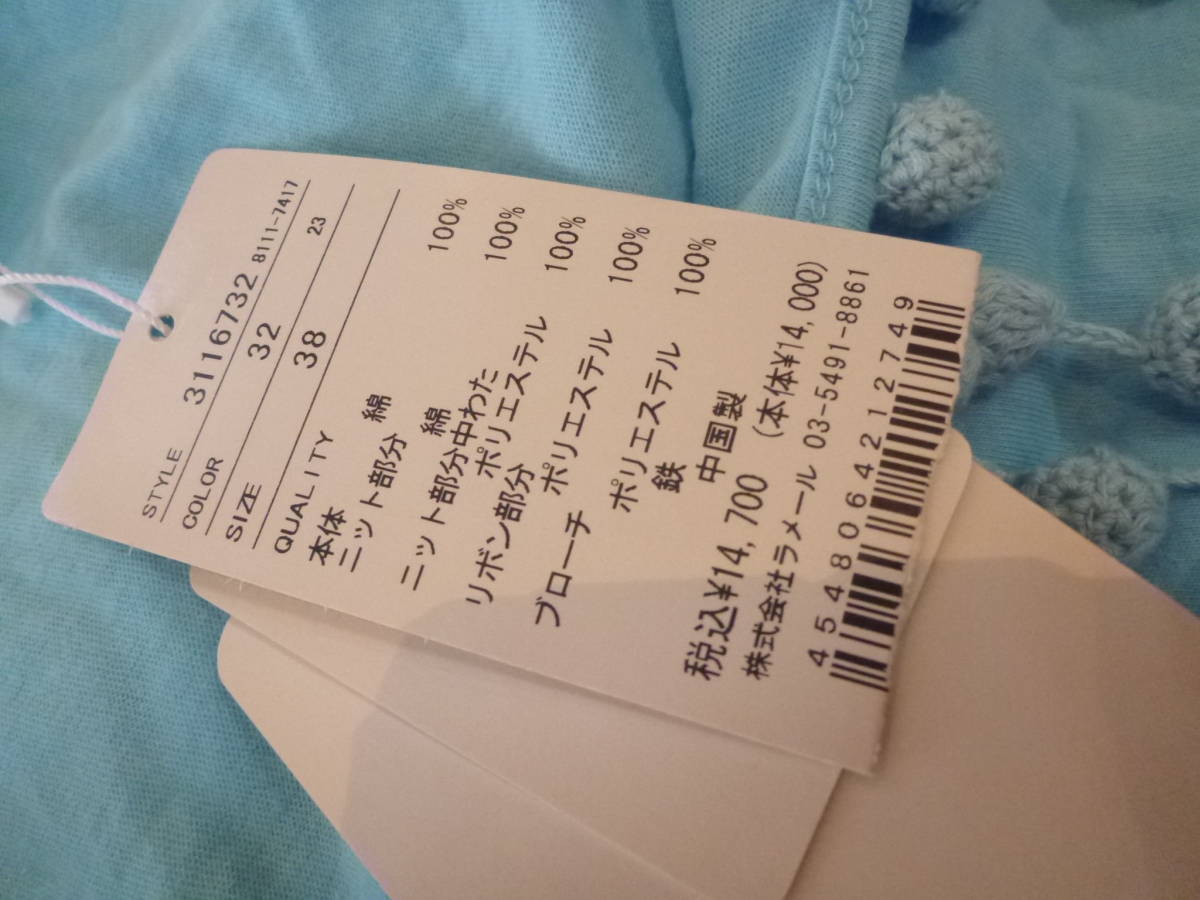 STYLE 3116732 8111-7417
COLOR 32 23
SIZE 38
QUALITY
本体 綿 100%
ニット部分
綿 100%
ニット部分中わた
ポリエステル 100%
リボン部分
ポリエステル 100%
ブローチ
ポリエステル 100%
鉄
中国製
税込¥14,700 (本体¥14,000)
株式会社ラメール 03-5491-8861
4548064212749